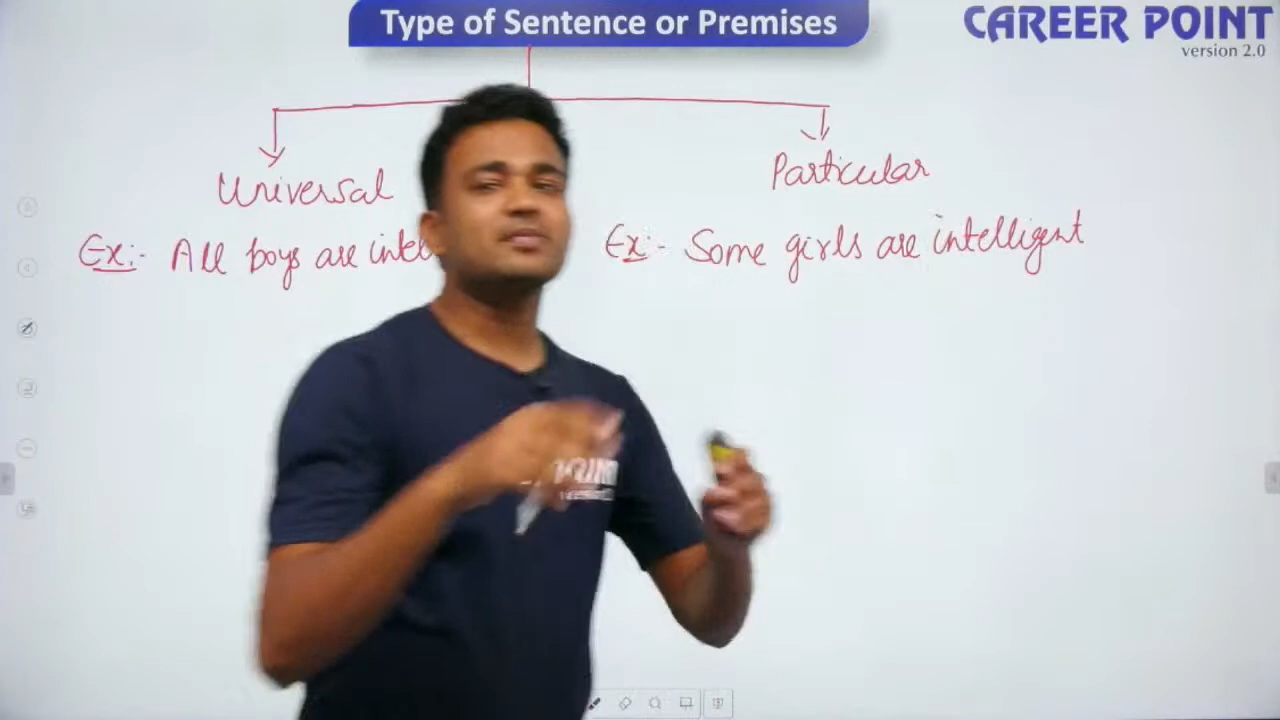 Type of Sentence or Premises
CAREER POINT
version 2.0
Universal
Particular
Ex:- All boys are
Ex:- Some girls are intelligent